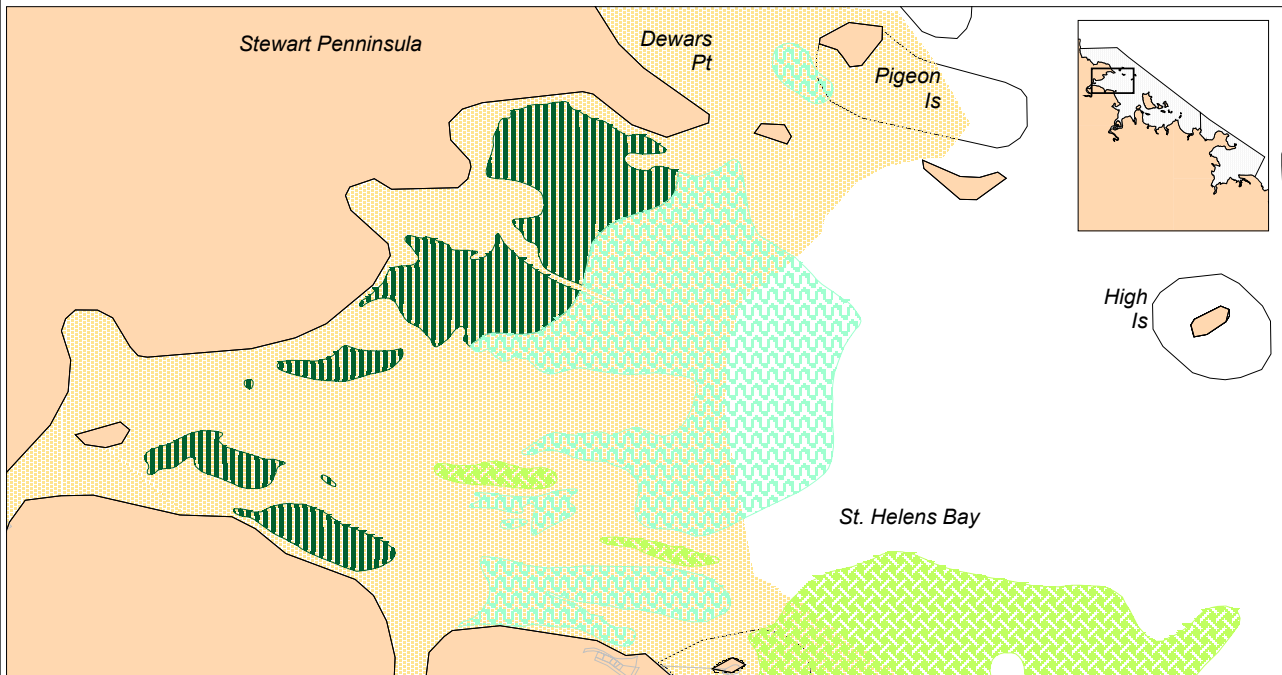 Stewart Penninsula
Dewars
Pt
Pigeon
Is
High
Is
St. Helens Bay